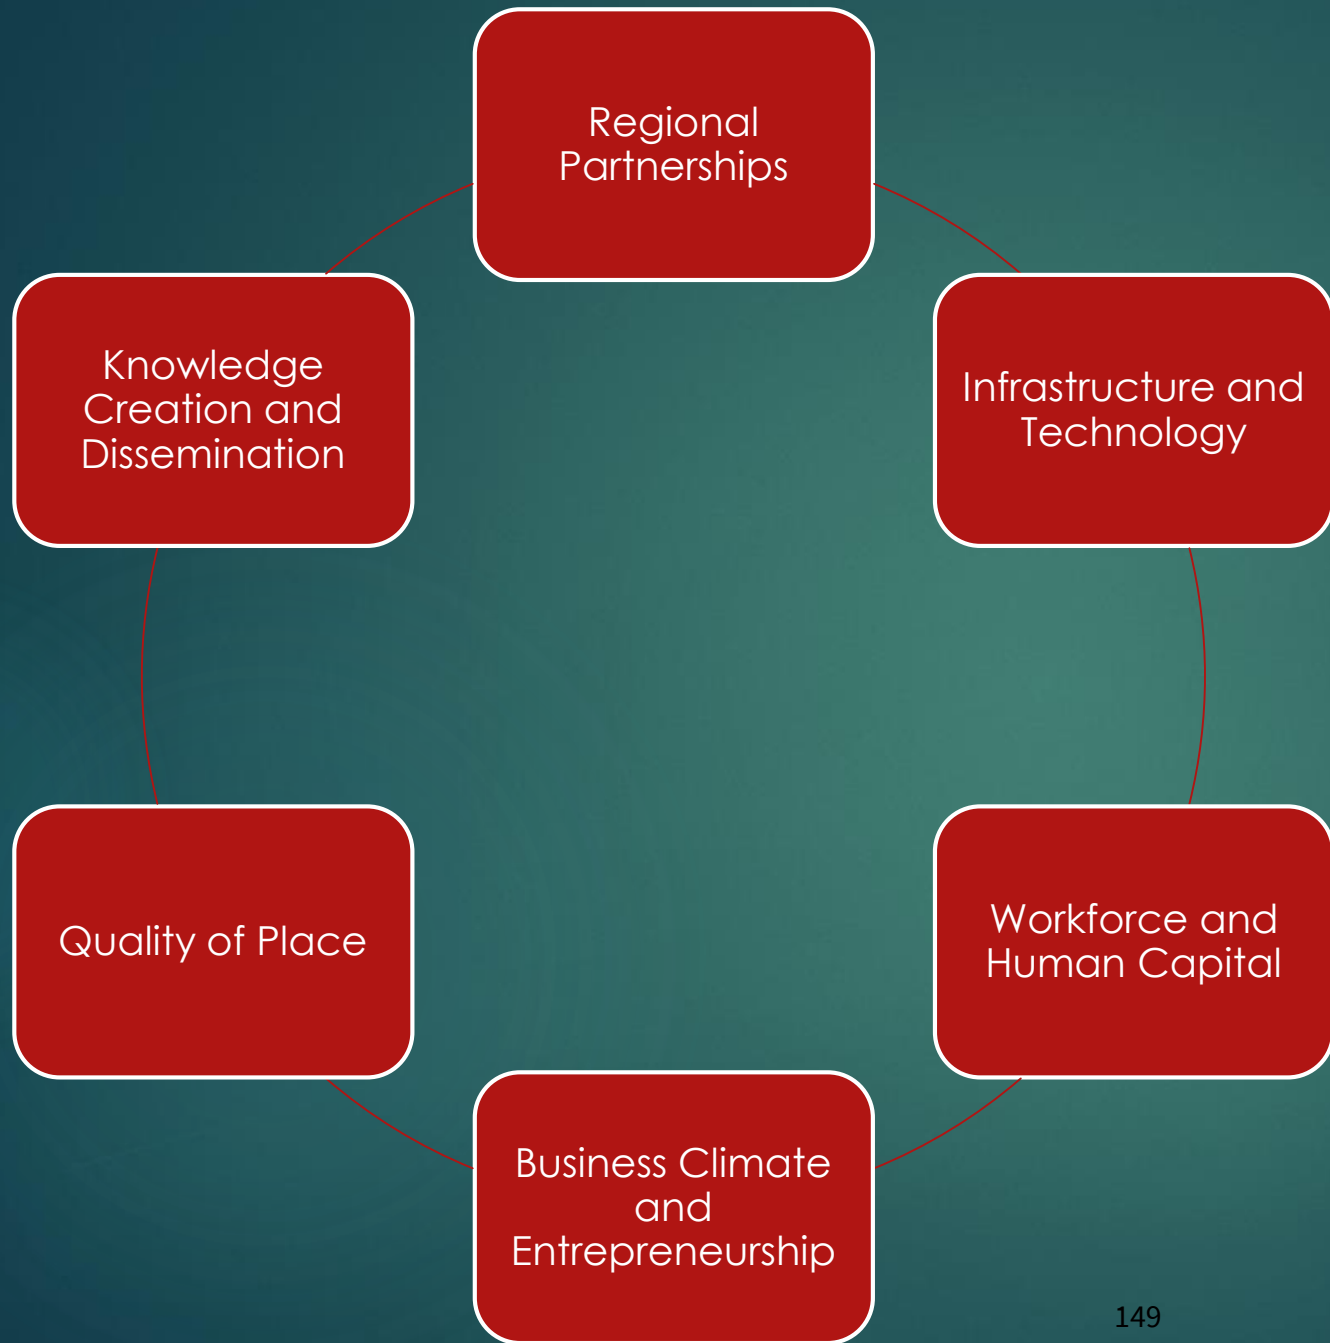 Regional
Partnerships
Infrastructure and
Technology
Workforce and
Human Capital
Business Climate
and
Entrepreneurship
Quality of Place
Knowledge
Creation and
Dissemination
149